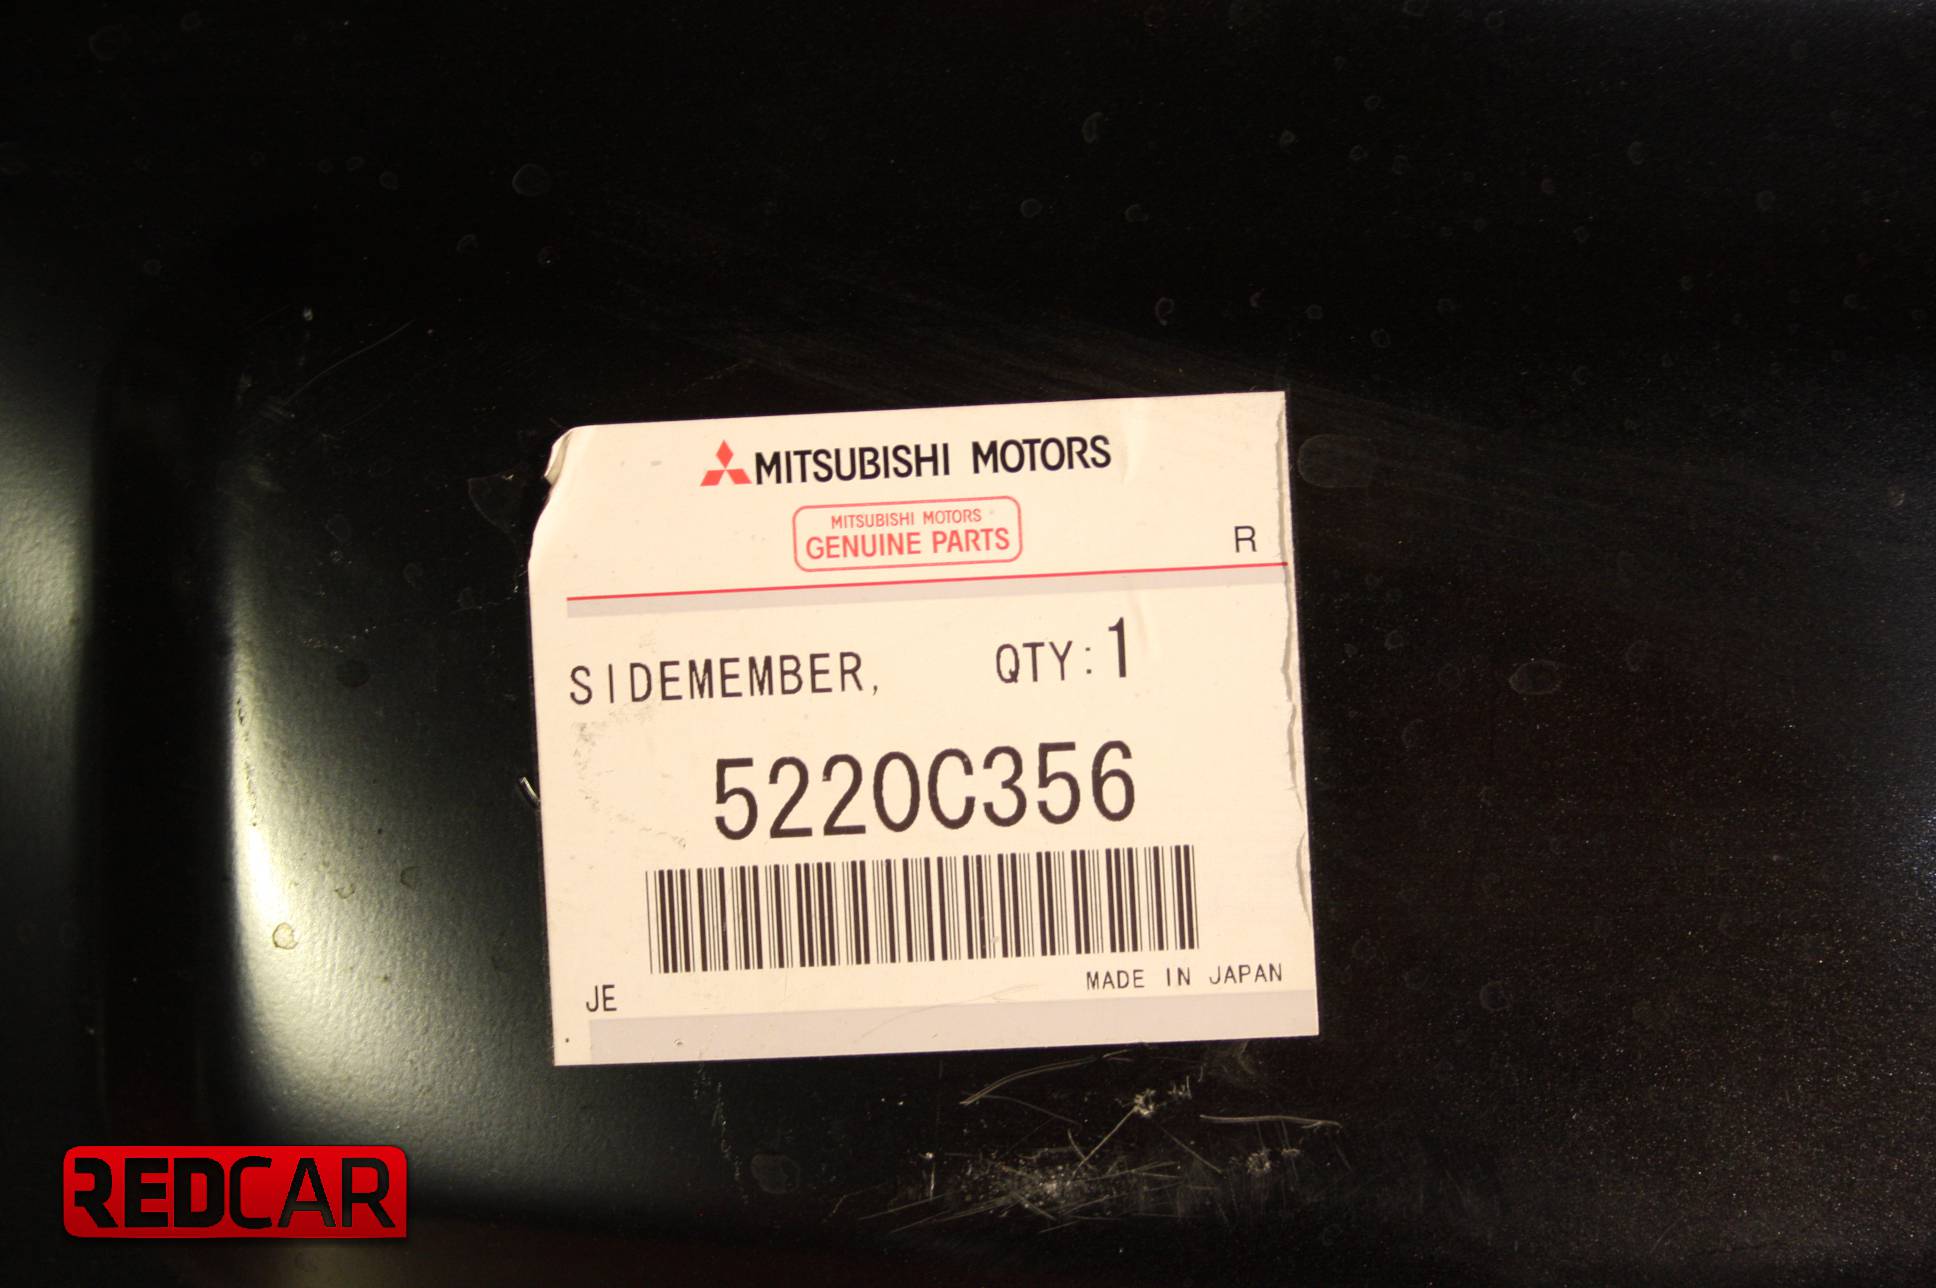 MITSUBISHI MOTORS
MITSUBISHI MOTORS
GENUINE PARTS
R
SIDEMEMBER, QTY:1
5220C356
JE MADE IN JAPAN
REDCAR